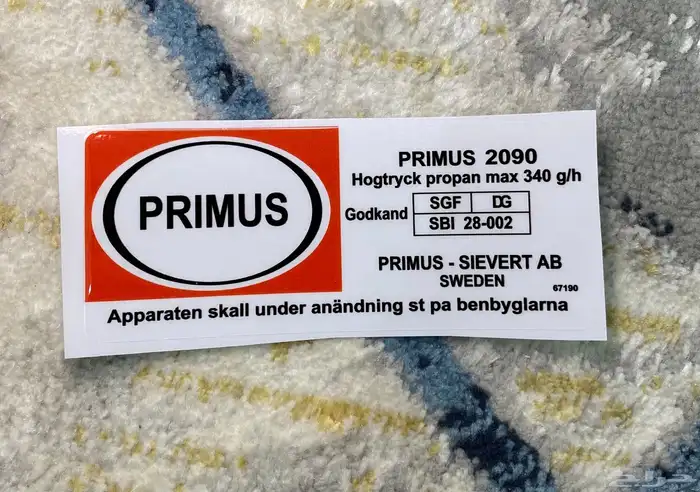 PRIMUS
PRIMUS 2090
Hogtryck propan max 340 g/h
Godkand
SGF DG
SBI 28-002
PRIMUS - SIEVERT AB
SWEDEN
67190
Apparaten skall under anändning st pa benbyglarna
حراج